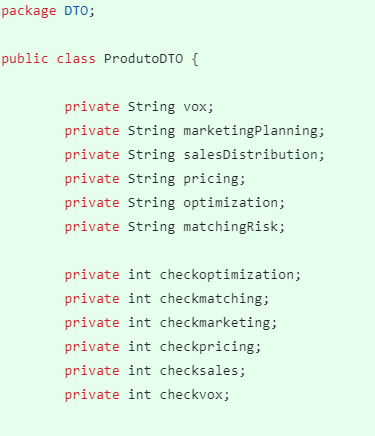 package DTO;
public class ProdutoDTO {
private String vox;
private String marketingPlanning;
private String salesDistribution;
private String pricing;
private String optimization;
private String matchingRisk;
private int checkoptimization;
private int checkmatching;
private int checkmarketing;
private int checkpricing;
private int checksales;
private int checkvox;